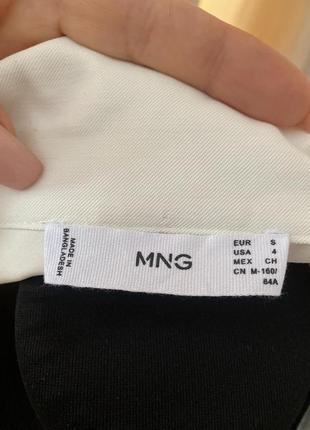 MADE IN
BANGLADESH
MNG
EUR S
USA 4
MEX CH
CN M-160/
84A